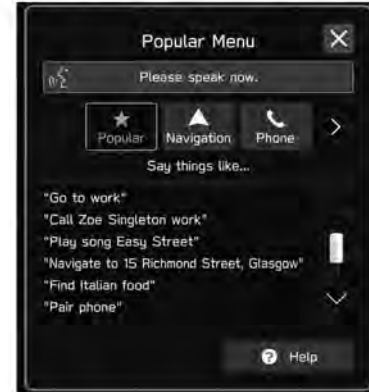 Popular Menu
Please speak now.
Popular
Navigation
Phone
Say things like...
"Go to work"
"Call Zoe Singleton work"
"Play song Easy Street"
"Navigate to 15 Richmond Street, Glasgow"
"Find Italian food"
"Pair phone"
Help